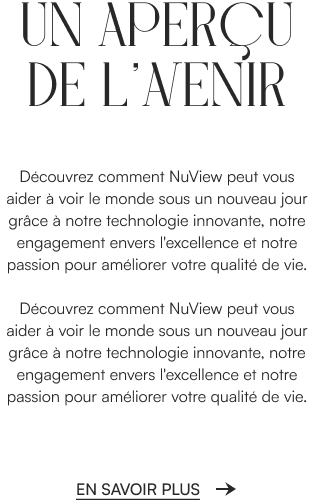 UN APERÇU
DE L'AVENIR
Découvrez comment NuView peut vous
aider à voir le monde sous un nouveau jour
grâce à notre technologie innovante, notre
engagement envers l'excellence et notre
passion pour améliorer votre qualité de vie.
Découvrez comment NuView peut vous
aider à voir le monde sous un nouveau jour
grâce à notre technologie innovante, notre
engagement envers l'excellence et notre
passion pour améliorer votre qualité de vie.
EN SAVOIR PLUS